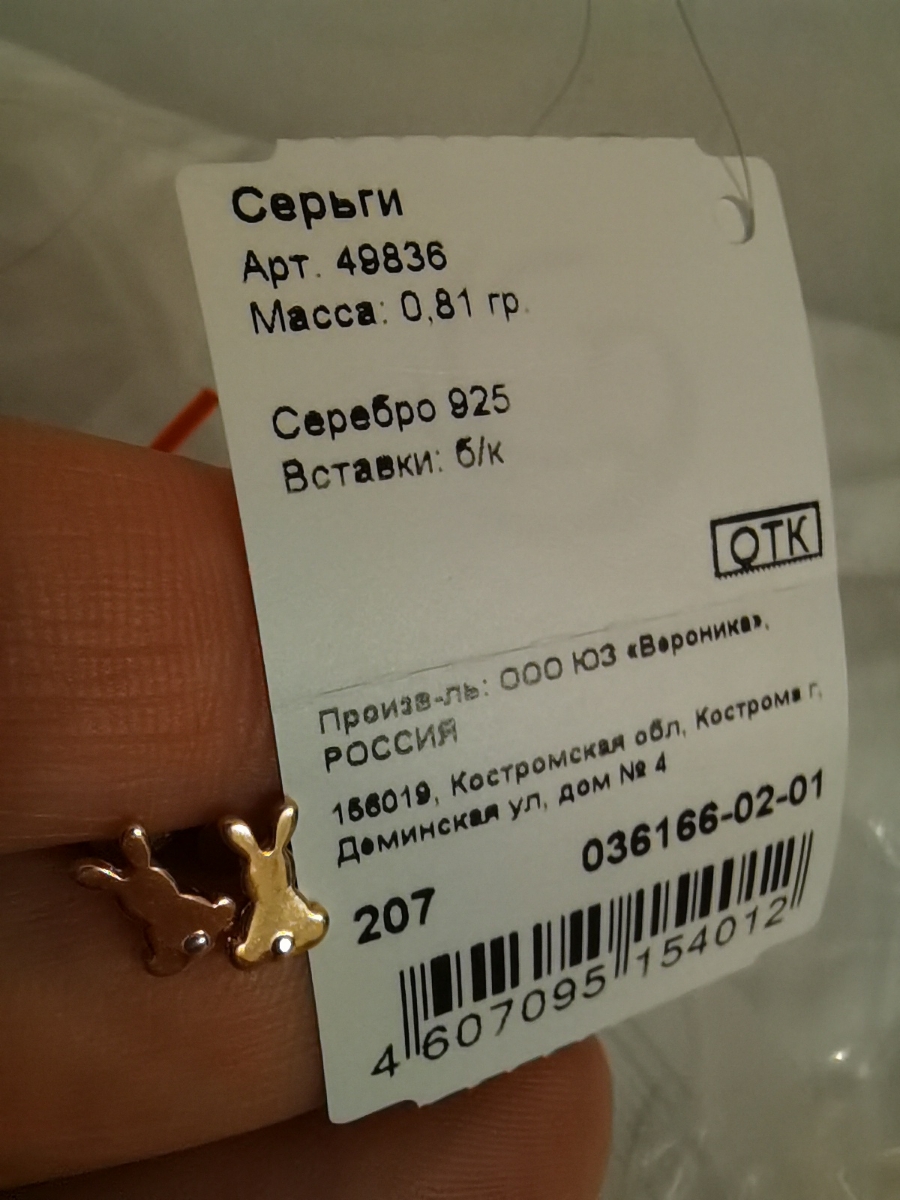 Серьги
Арт. 49836
Масса: 0,81 гр.
Серебро 925
Вставки: б/к
ОТК
Произв-ль: ООО ЮЗ «Вероника»,
РОССИЯ
156019, Костромская обл, Кострома г,
Деминская ул, дом № 4
036166-02-01
207
4 607095 154012